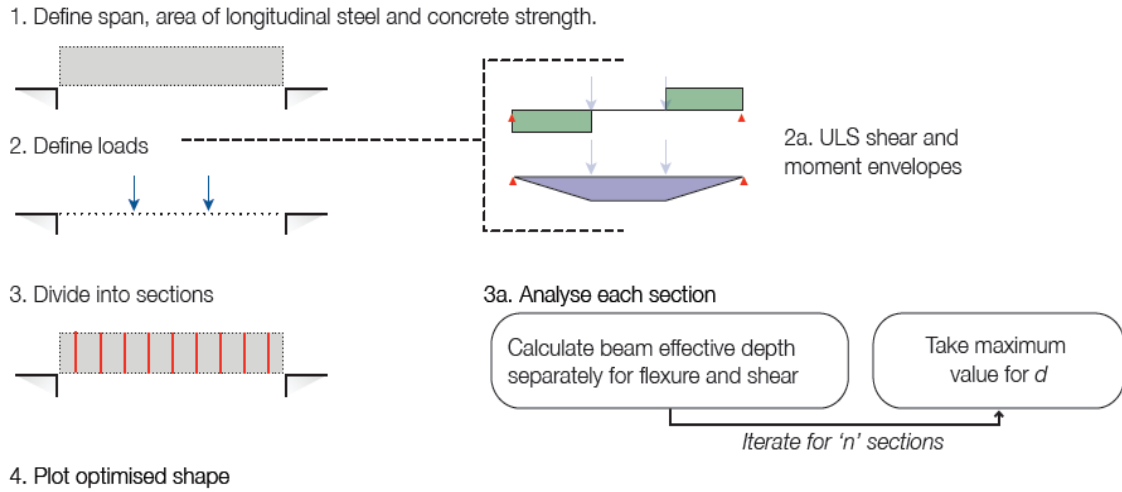 1. Define span, area of longitudinal steel and concrete strength.
2. Define loads
2a. ULS shear and
moment envelopes
3. Divide into sections
3a. Analyse each section
Calculate beam effective depth
separately for flexure and shear
Take maximum
value for d
Iterate for ‘n’ sections
4. Plot optimised shape